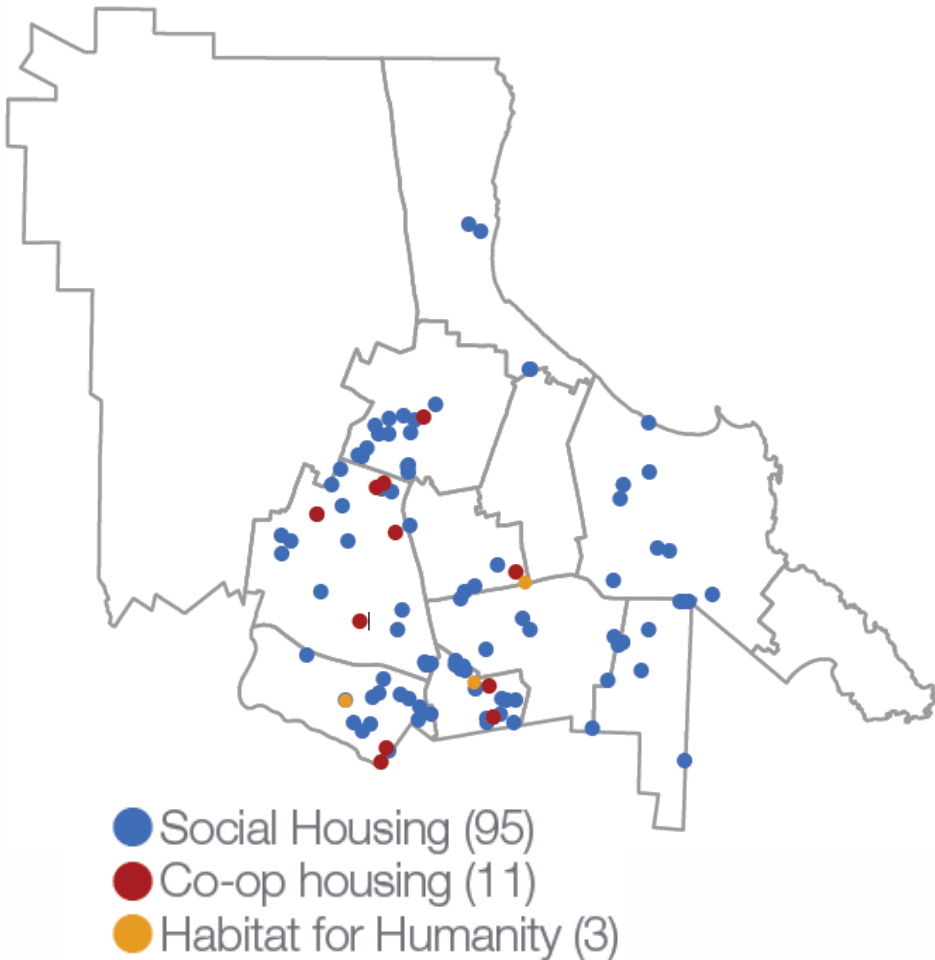 Social Housing (95)
Co-op housing (11)
Habitat for Humanity (3)